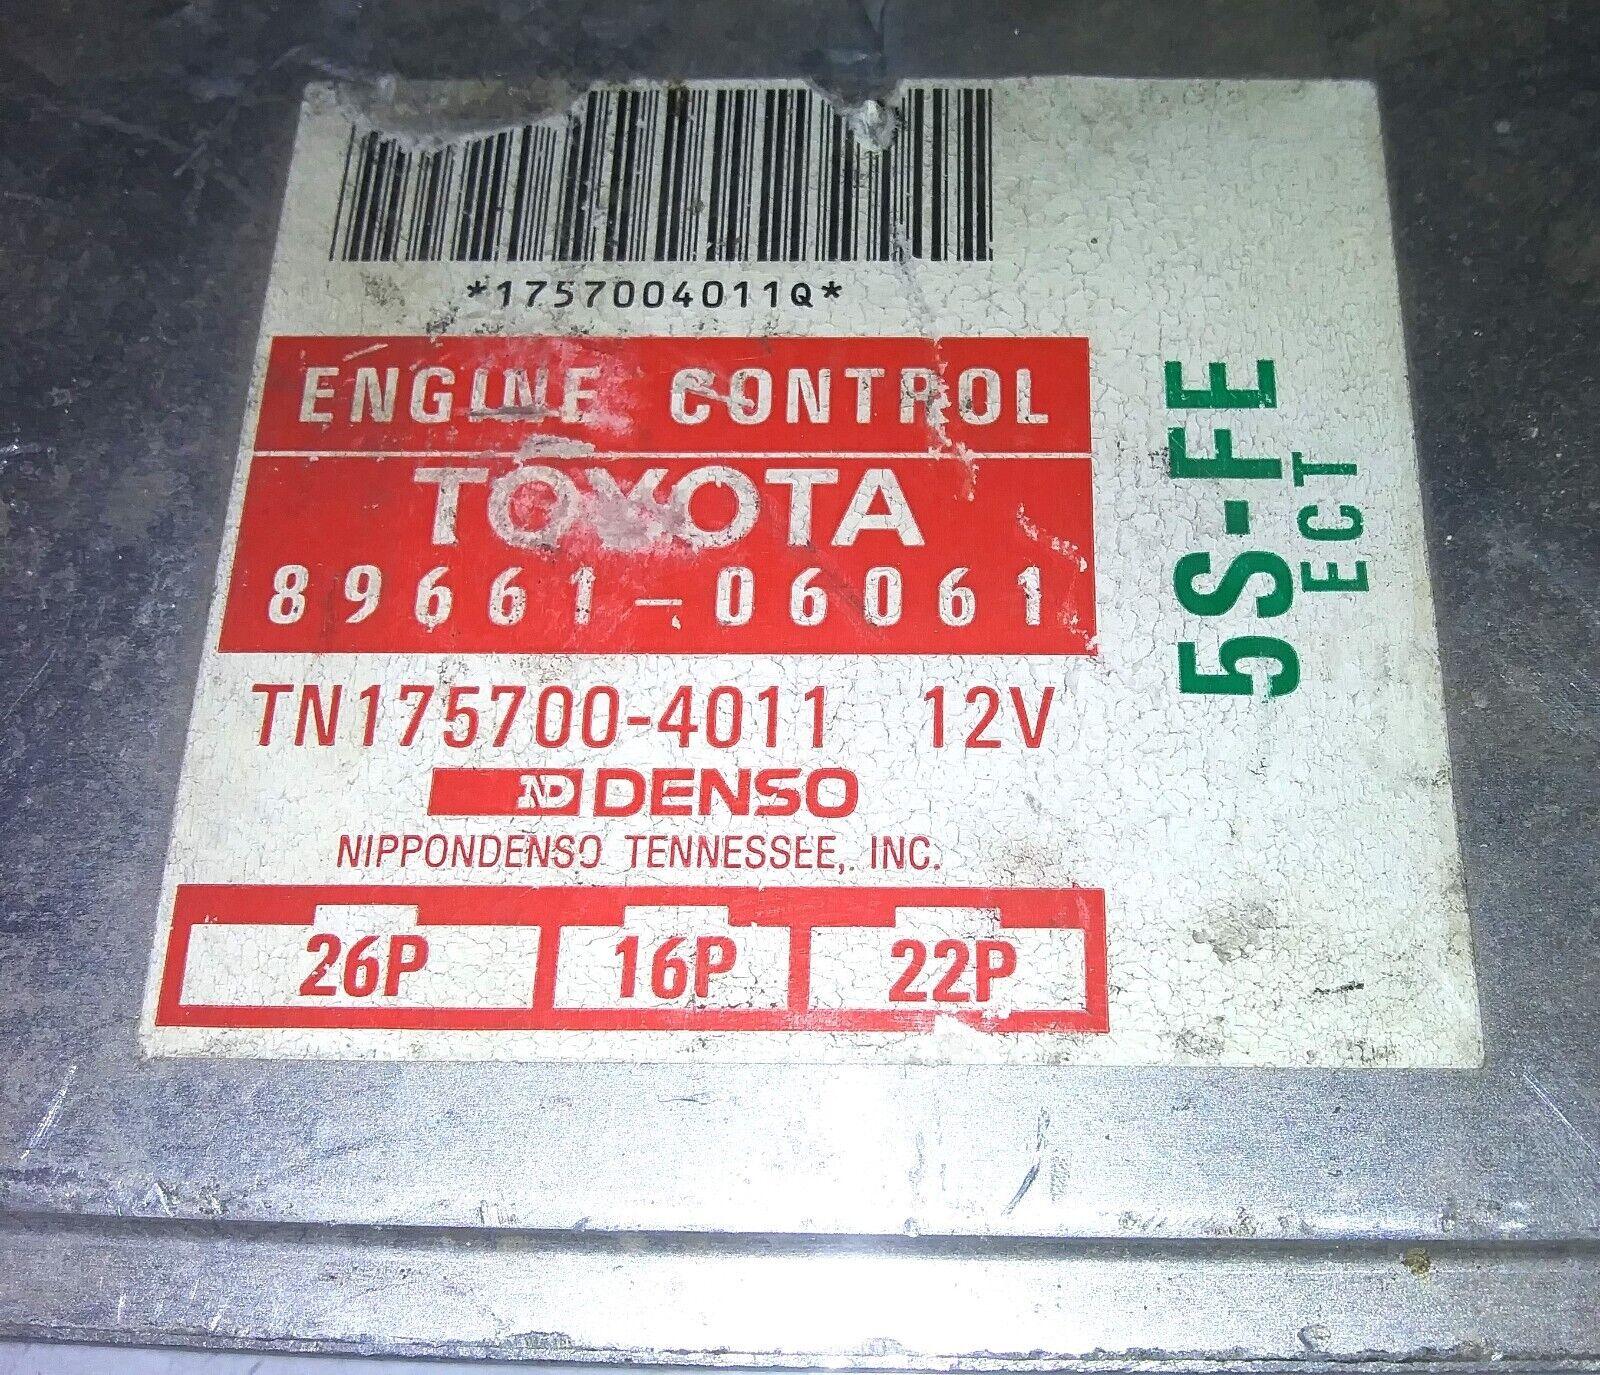 *1757004011Q*
ENGINE CONTROL
TOYOTA
89661-06061
TN175700-4011 12V
ND DENSO
NIPPONDENSO TENNESSEE, INC.
26P 16P 22P
5S-FE
ECT